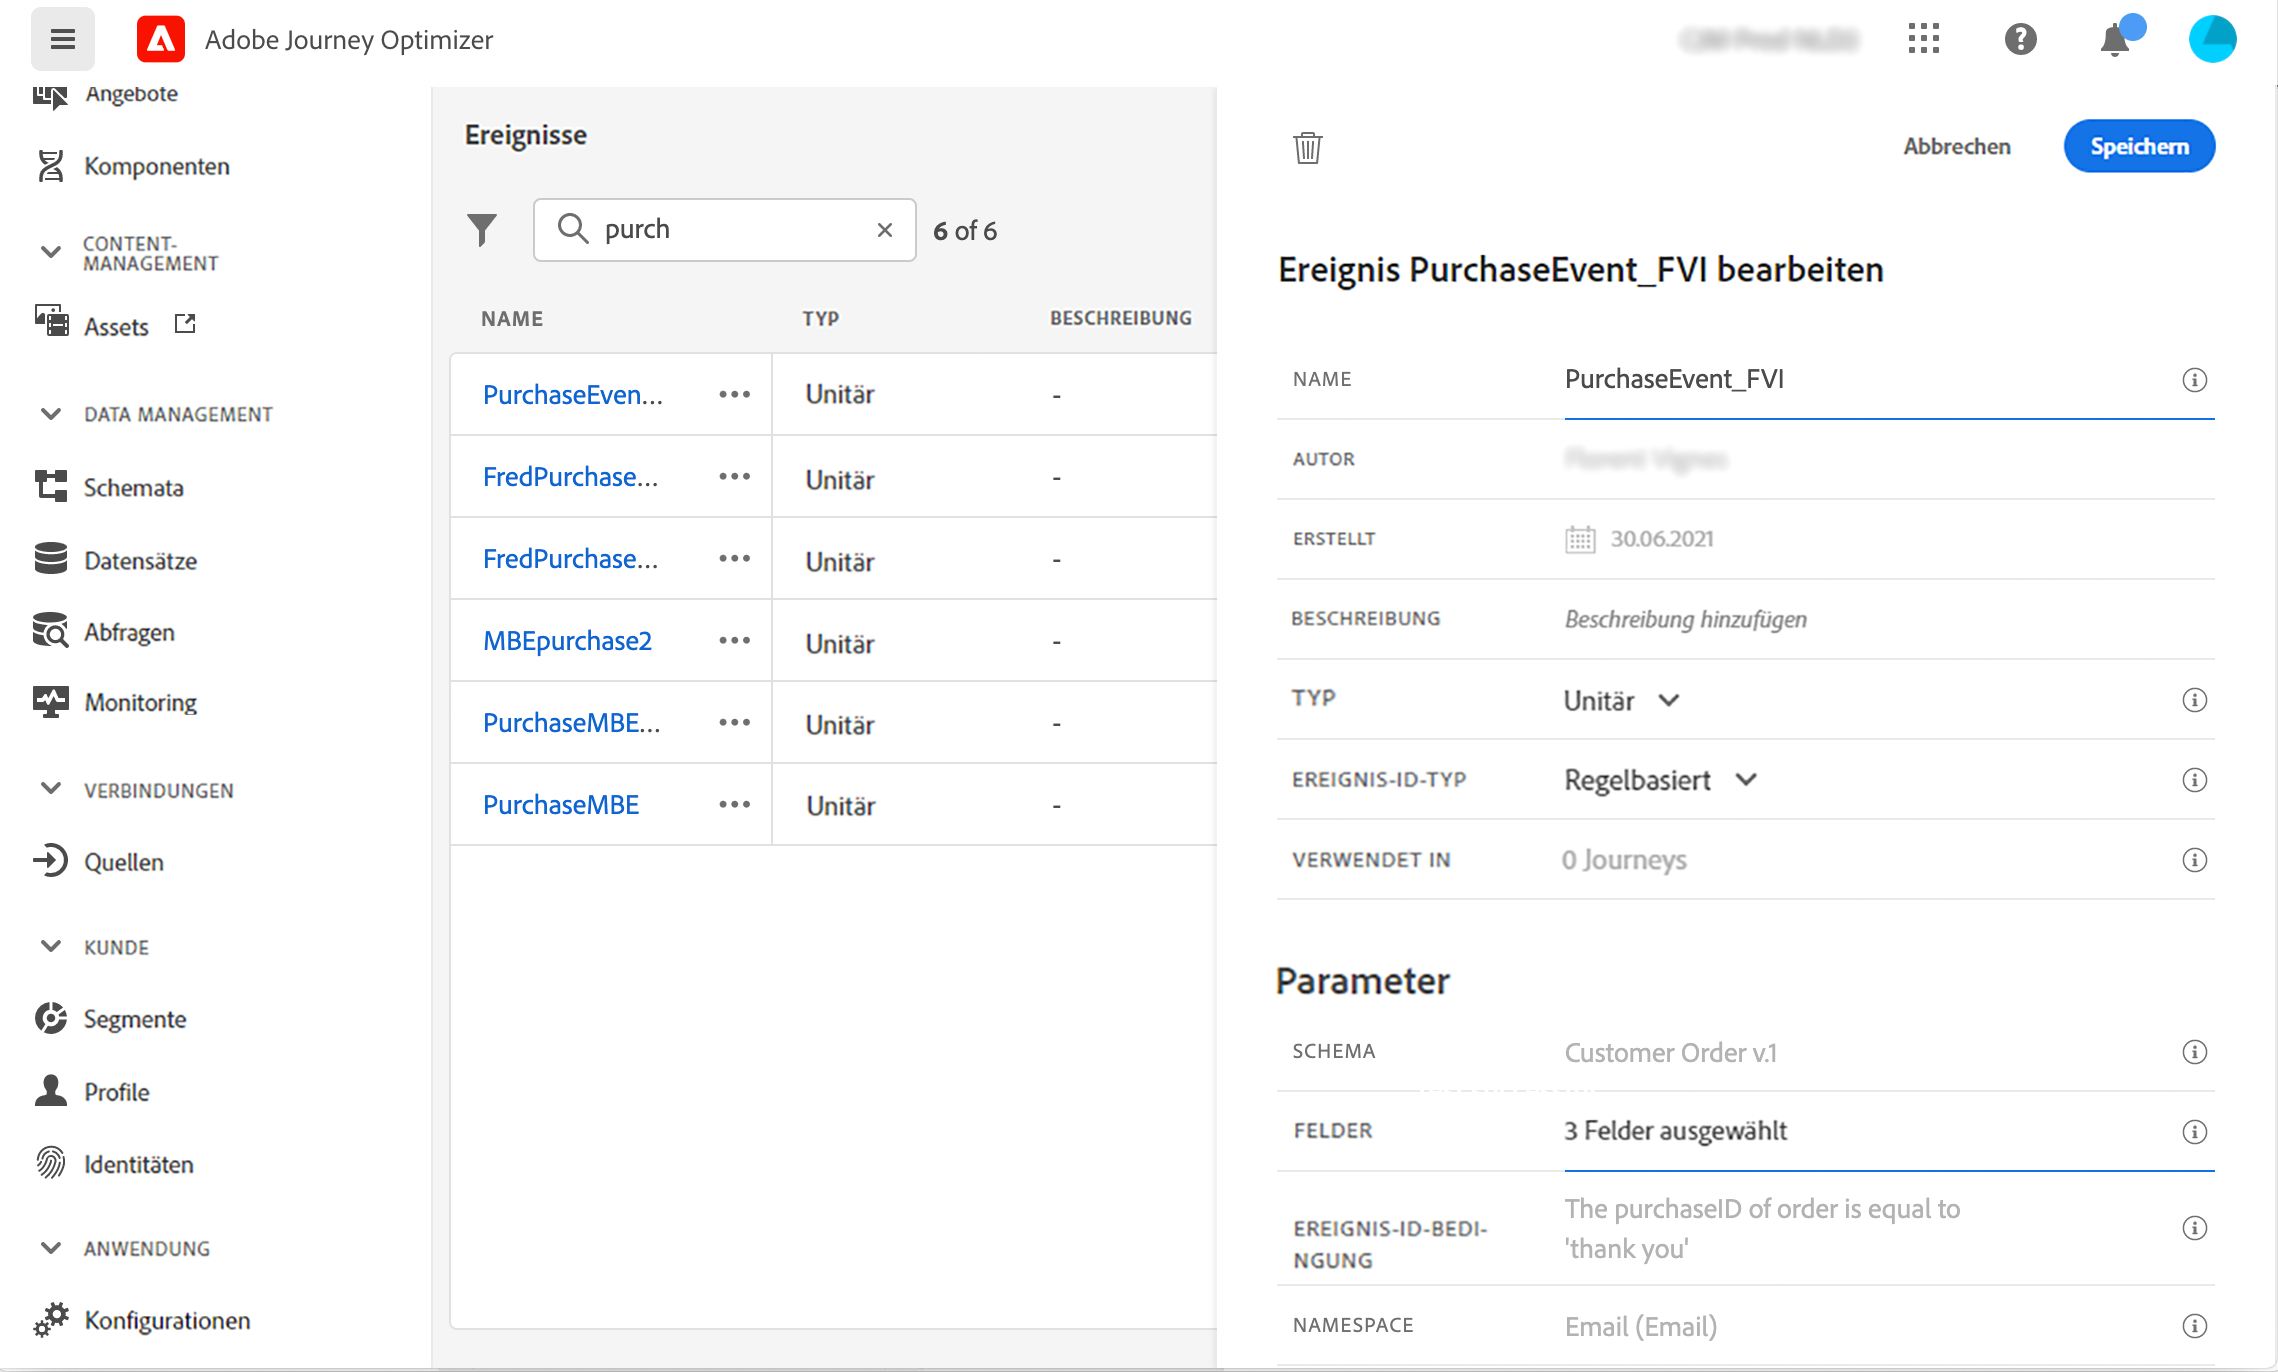 Adobe Journey Optimizer
Angebote
Komponenten
CONTENT-
MANAGEMENT
Assets
DATA MANAGEMENT
Schemata
Datensätze
Abfragen
Monitoring
VERBINDUNGEN
Quellen
KUNDE
Segmente
Profile
Identitäten
ANWENDUNG
Konfigurationen
Ereignisse
purch
6 of 6
NAME TYP BESCHREIBUNG
PurchaseEven... Unitär -
FredPurchase... Unitär -
FredPurchase... Unitär -
MBEpurchase2 Unitär -
PurchaseMBE... Unitär -
PurchaseMBE Unitär -
Abbrechen Speichern
Ereignis PurchaseEvent_FVI bearbeiten
NAME PurchaseEvent_FVI
AUTOR
ERSTELLT 30.06.2021
BESCHREIBUNG Beschreibung hinzufügen
TYP Unitär
EREIGNIS-ID-TYP Regelbasiert
VERWENDET IN 0 Journeys
Parameter
SCHEMA Customer Order v.1
FELDER 3 Felder ausgewählt
EREIGNIS-ID-BEDI-
NGUNG
The purchaseID of order is equal to
'thank you'
NAMESPACE Email (Email)